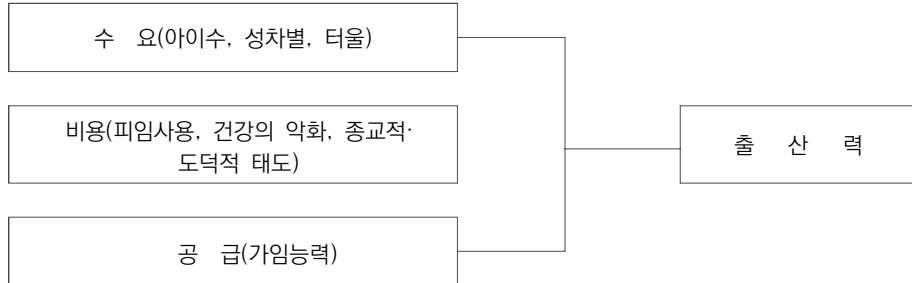 수 요(아이수, 성차별, 터울)
비용(피임사용, 건강의 악화, 종교적·
도덕적 태도)
출 산 력
공 급(가임능력)